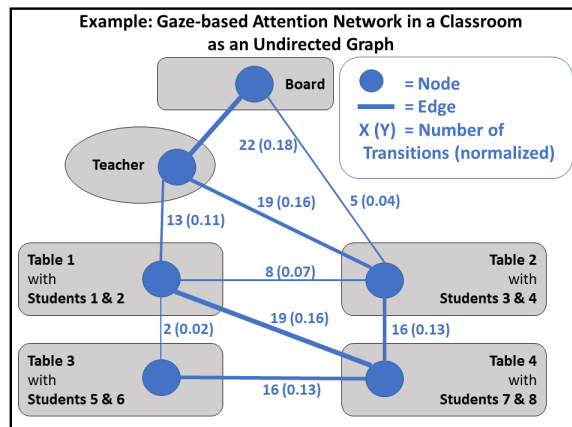 Example: Gaze-based Attention Network in a Classroom
as an Undirected Graph
Board
= Node
= Edge
X (Y) = Number of
Transitions (normalized)
Teacher
22 (0.18)
19 (0.16)
5 (0.04)
13 (0.11)
Table 1
with
Students 1 & 2
8 (0.07)
Table 2
with
Students 3 & 4
19 (0.16)
2 (0.02)
16 (0.13)
Table 3
with
Students 5 & 6
16 (0.13)
Table 4
with
Students 7 & 8